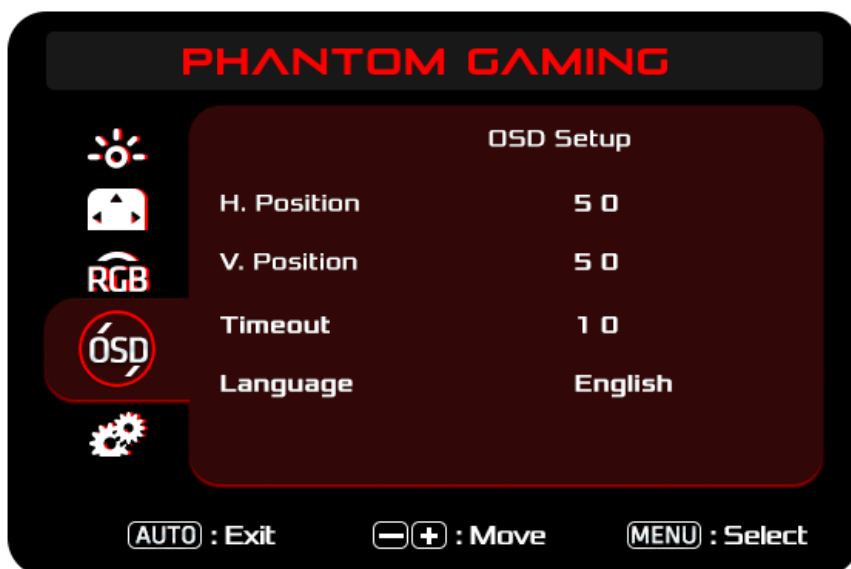 PHANTOM GAMING
OSD Setup
H. Position 50
V. Position 50
RGB
Timeout 10
OSD
Language English
AUTO : Exit - + : Move MENU : Select